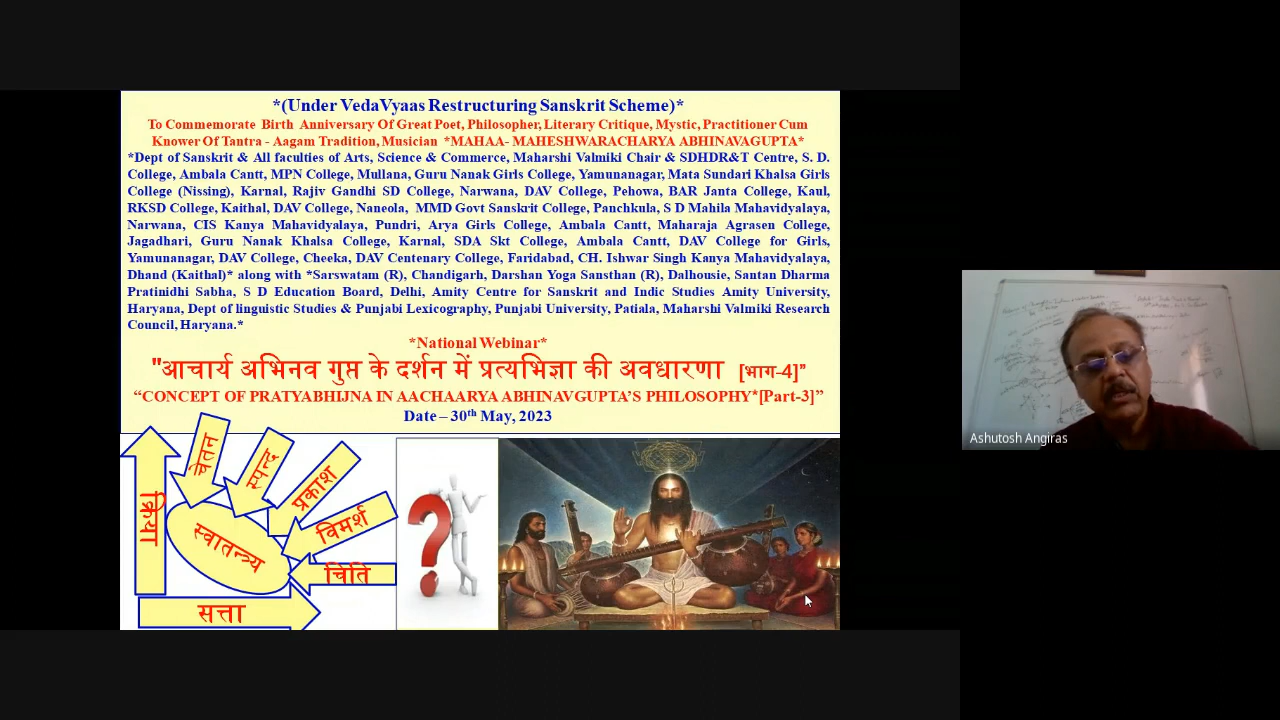 *(Under VedaVyaas Restructuring Sanskrit Scheme)*
To Commemorate Birth Anniversary Of Great Poet, Philosopher, Literary Critique, Mystic, Practitioner Cum
Knower Of Tantra - Aagam Tradition, Musician *MAHAA- MAHESHWARACHARYA ABHINAVAGUPTA*
*Dept of Sanskrit & All faculties of Arts, Science & Commerce, Maharshi Valmiki Chair & SDHDR&T Centre, S. D.
College, Ambala Cantt, MPN College, Mullana, Guru Nanak Girls College, Yamunanagar, Mata Sundari Khalsa Girls
College (Nissing), Karnal, Rajiv Gandhi SD College, Narwana, DAV College, Pehowa, BAR Janta College, Kaul,
RKSD College, Kaithal, DAV College, Naneola, MMD Govt Sanskrit College, Panchkula, S D Mahila Mahavidyalaya,
Narwana, CIS Kanya Mahavidyalaya, Pundri, Arya Girls College, Ambala Cantt, Maharaja Agrasen College,
Jagadhari, Guru Nanak Khalsa College, Karnal, SDA Skt College, Ambala Cantt, DAV College for Girls,
Yamunanagar, DAV College, Cheeka, DAV Centenary College, Faridabad, CH. Ishwar Singh Kanya Mahavidyalaya,
Dhand (Kaithal)* along with *Sarswatam (R), Chandigarh, Darshan Yoga Sansthan (R), Dalhousie, Santan Dharma
Pratinidhi Sabha, S D Education Board, Delhi, Amity Centre for Sanskrit and Indic Studies Amity University,
Haryana, Dept of linguistic Studies & Punjabi Lexicography, Punjabi University, Patiala, Maharshi Valmiki Research
Council, Haryana.*
*National Webinar*
"आचार्य अभिनव गुप्त के दर्शन में प्रत्यभिज्ञा की अवधारणा [भाग-4]”
“CONCEPT OF PRATYABHIJNA IN AACHAARYA ABHINAVGUPTA’S PHILOSOPHY*[Part-3]”
Date – 30th May, 2023
क्रिया
चेतन
स्पन्द
प्रकाश
विमर्श
चिति
स्वातन्त्र्य
सत्ता
Ashutosh Angiras